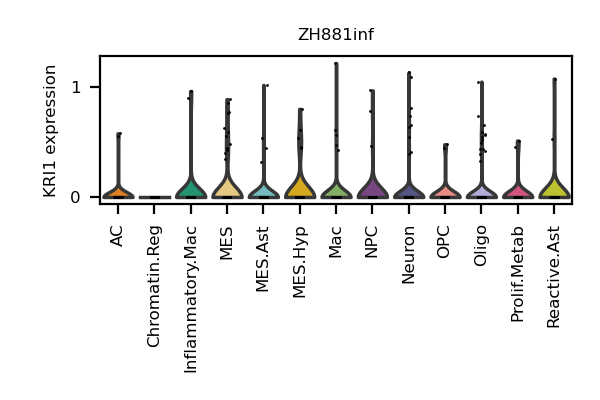 ZH881inf
KRI1 expression
1
0
AC
Chromatin.Reg
Inflammatory.Mac
MES
MES.Ast
MES.Hyp
Mac
NPC
Neuron
OPC
Oligo
Prolif.Metab
Reactive.Ast